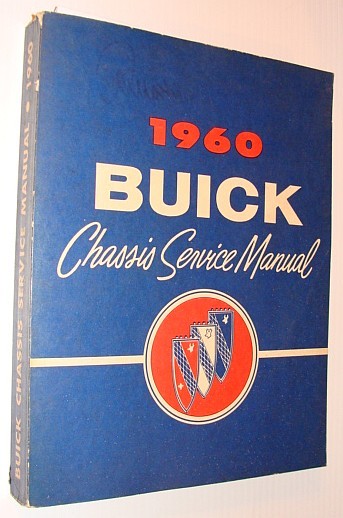 1960
BUICK
Chassis Service Manual
BUICK CHASSIS SERVICE MANUAL • 1960